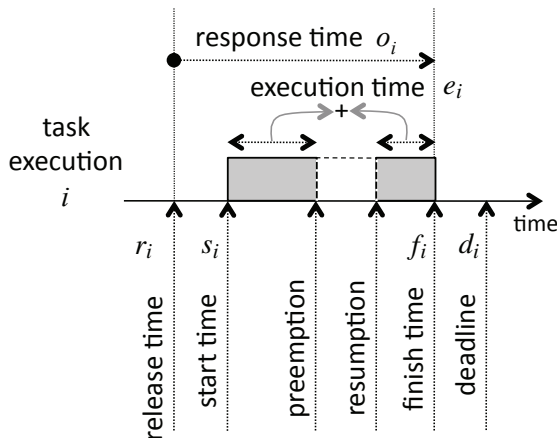 response time o_i
execution time e_i
+
task
execution
i
time
r_i s_i f_i d_i
release time
start time
preemption
resumption
finish time
deadline